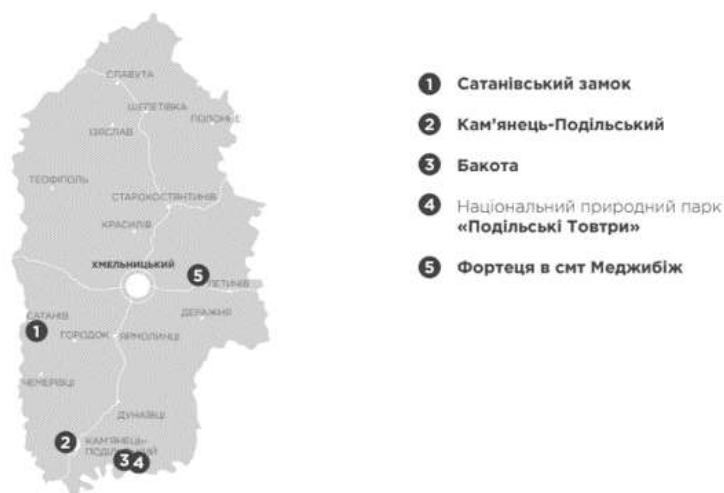 СЛАВУТА
ШЕПЕТІВКА
ПОЛОННЕ
ІЗЯСЛАВ
ТЕОФІПОЛЬ
СТАРОКОСТЯНТИНІВ
КРАСИЛІВ
ХМЕЛЬНИЦЬКИЙ
5
ЛЕТИЧІВ
САТАНІВ
ДЕРАЖНЯ
1
ГОРОДОК
ЯРМОЛИНЦІ
ЧЕМЕРІВЦІ
ДУНАЇВЦІ
2
КАМ'ЯНЕЦЬ-
ПОДІЛЬСЬКИЙ
3 4
1 Сатанівський замок
2 Кам'янець-Подільський
3 Бакота
4 Національний природний парк
«Подільські Товтри»
5 Фортеця в смт Меджибіж